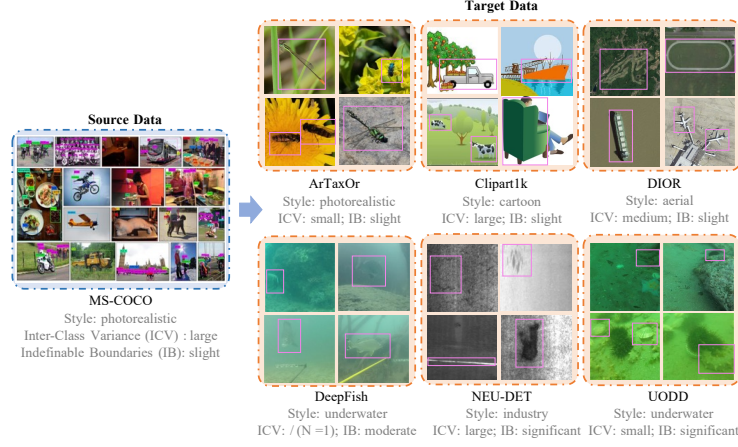 Target Data
Source Data
MS-COCO
Style: photorealistic
Inter-Class Variance (ICV) : large
Indefinable Boundaries (IB): slight
ArTaxOr
Style: photorealistic
ICV: small; IB: slight
Clipart1k
Style: cartoon
ICV: large; IB: slight
DIOR
Style: aerial
ICV: medium; IB: slight
DeepFish
Style: underwater
ICV: / (N =1); IB: moderate
NEU-DET
Style: industry
ICV: large; IB: significant
UODD
Style: underwater
ICV: small; IB: significant